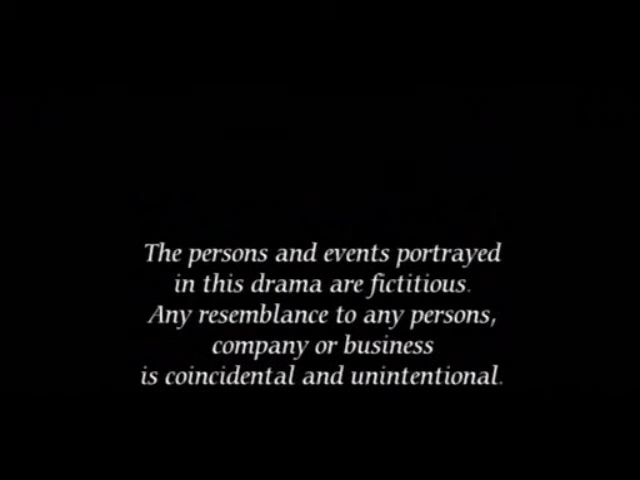 The persons and events portrayed
in this drama are fictitious.
Any resemblance to any persons,
company or business
is coincidental and unintentional.